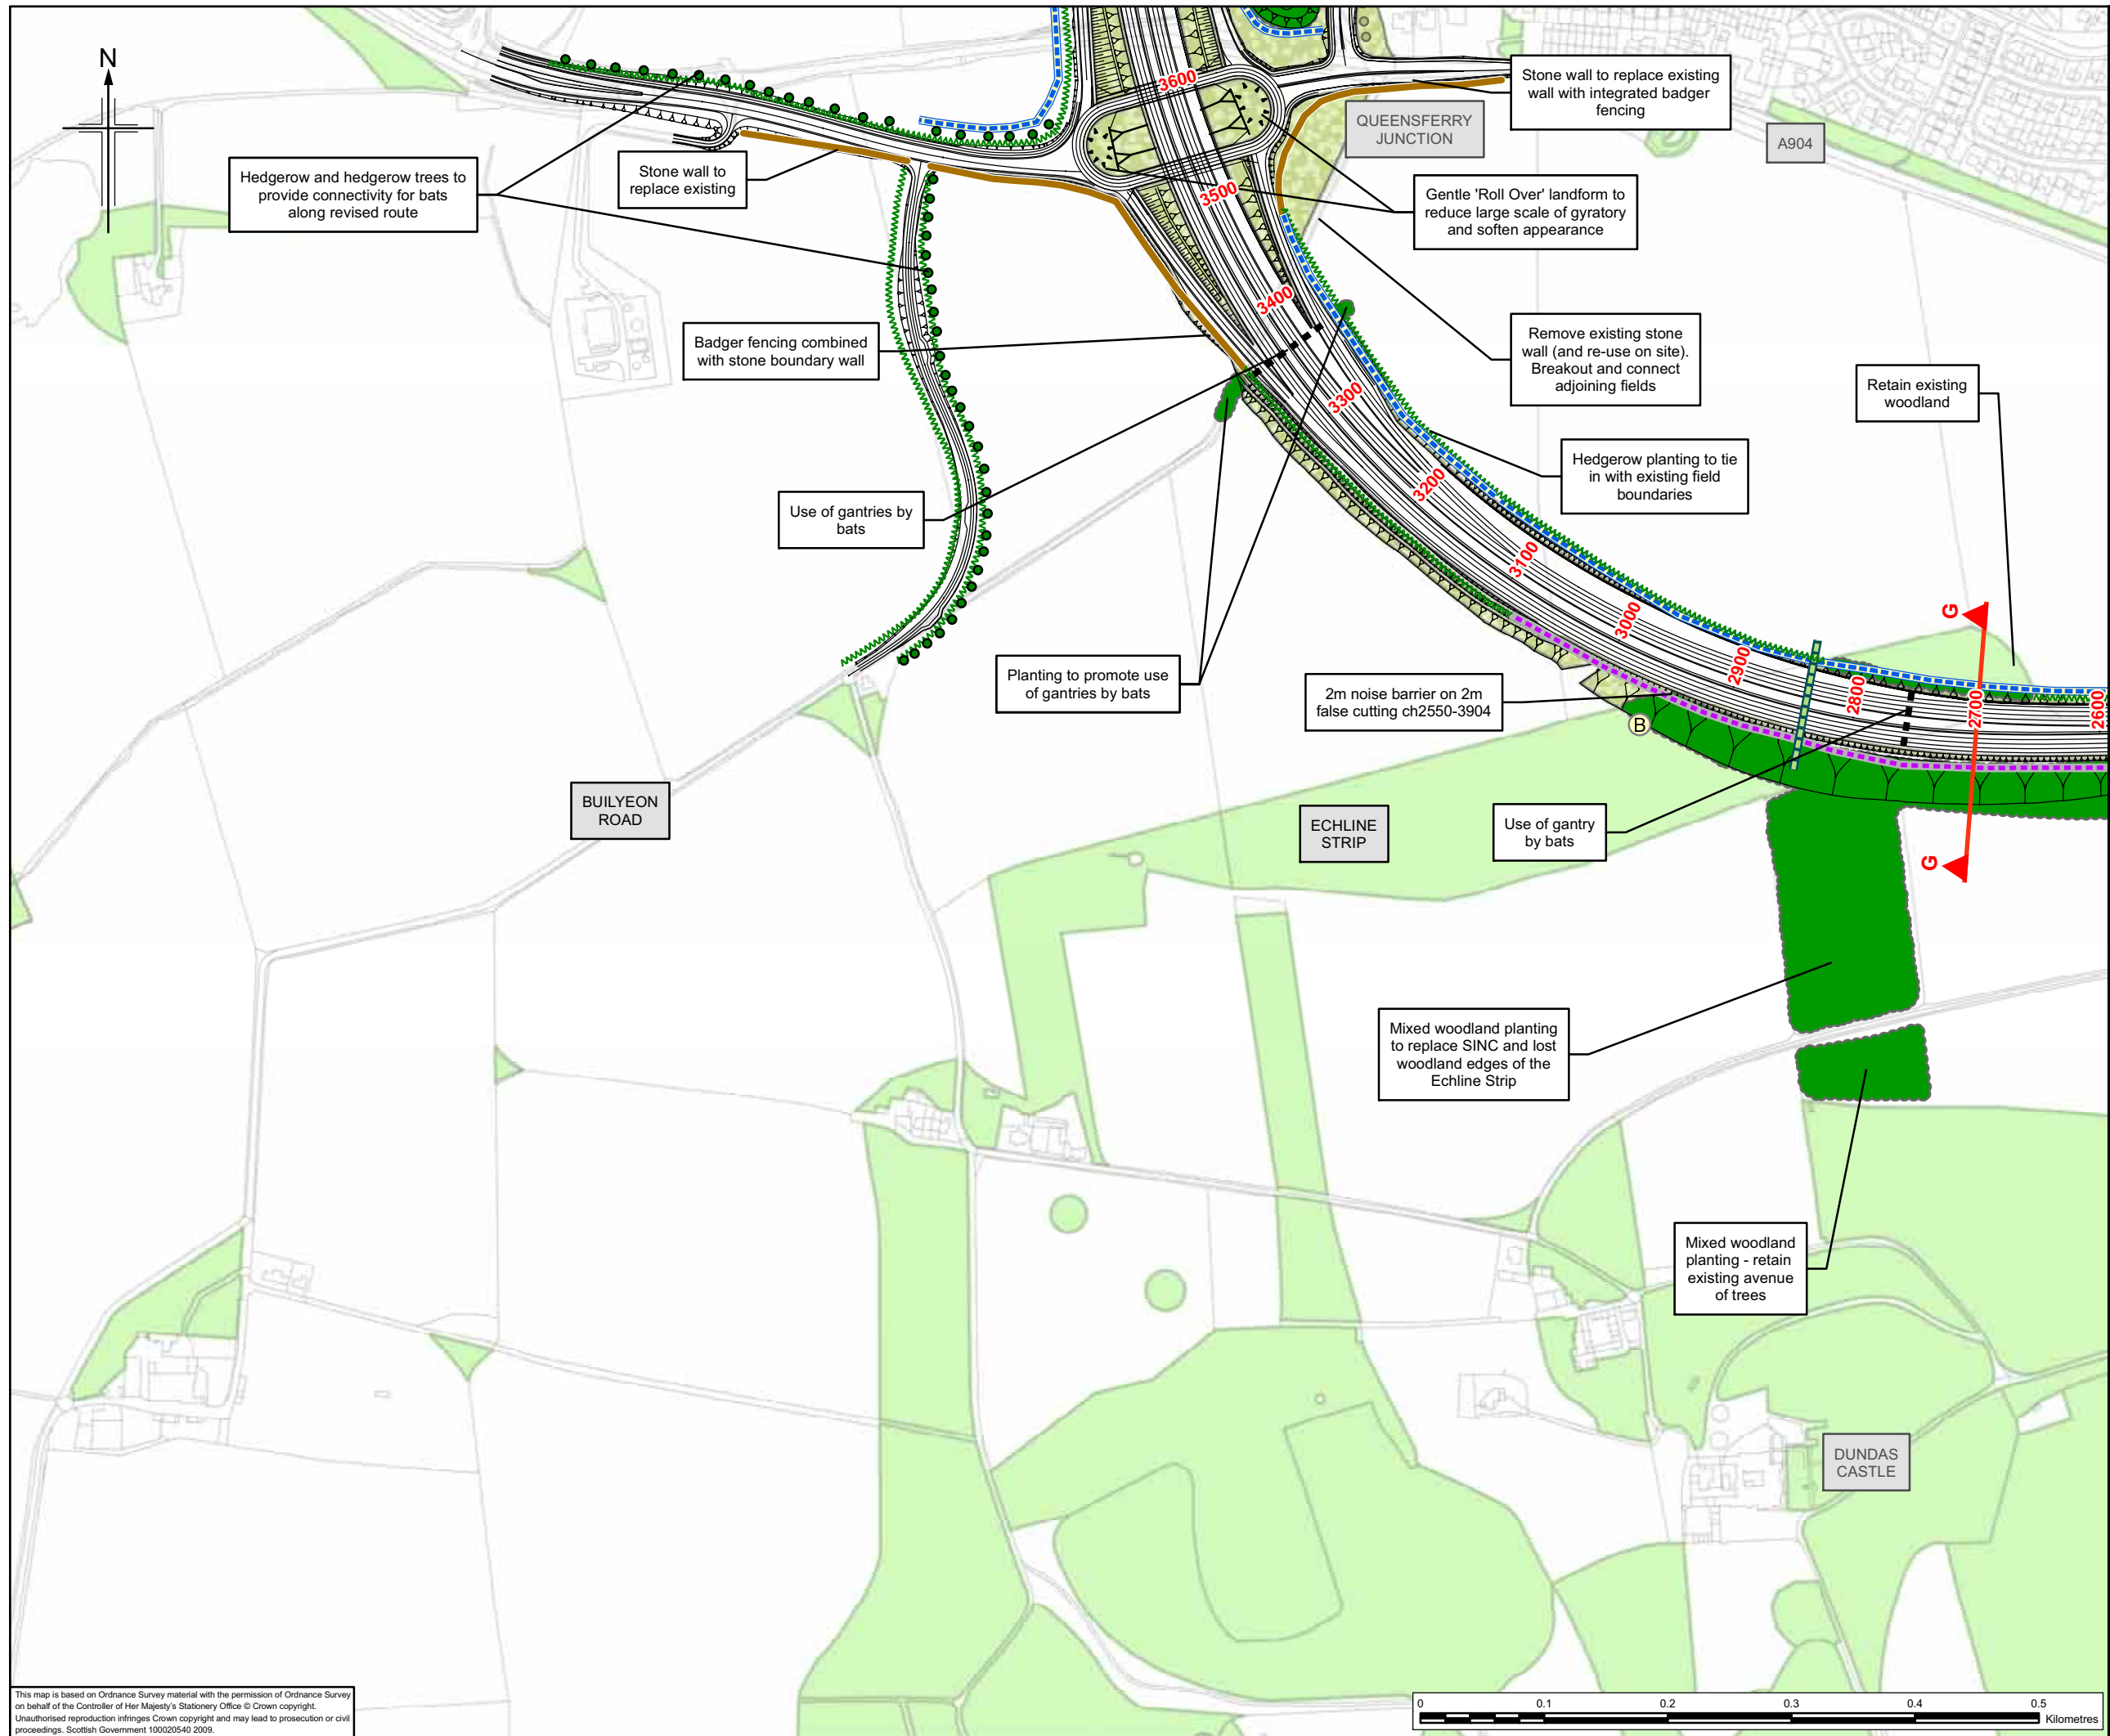 N
3600
Stone wall to replace existing
wall with integrated badger
fencing
QUEENSFERRY
JUNCTION
A904
Hedgerow and hedgerow trees to
provide connectivity for bats
along revised route
Stone wall to
replace existing
3500
Gentle 'Roll Over' landform to
reduce large scale of gyratory
and soften appearance
3400
Badger fencing combined
with stone boundary wall
Remove existing stone
wall (and re-use on site).
Breakout and connect
adjoining fields
Retain existing
woodland
3300
Hedgerow planting to tie
in with existing field
boundaries
3200
Use of gantries by
bats
3100
3000
G
2900
2800
2700
2600
Planting to promote use
of gantries by bats
2m noise barrier on 2m
false cutting ch2550-3904
B
BUILYEON
ROAD
ECHLINE
STRIP
Use of gantry
by bats
G
Mixed woodland planting
to replace SINC and lost
woodland edges of the
Echline Strip
Mixed woodland
planting - retain
existing avenue
of trees
DUNDAS
CASTLE
This map is based on Ordnance Survey material with the permission of Ordnance Survey
on behalf of the Controller of Her Majesty's Stationery Office © Crown copyright.
Unauthorised reproduction infringes Crown copyright and may lead to prosecution or civil
proceedings. Scottish Government 100020540 2009.
0 0.1 0.2 0.3 0.4 0.5
Kilometres